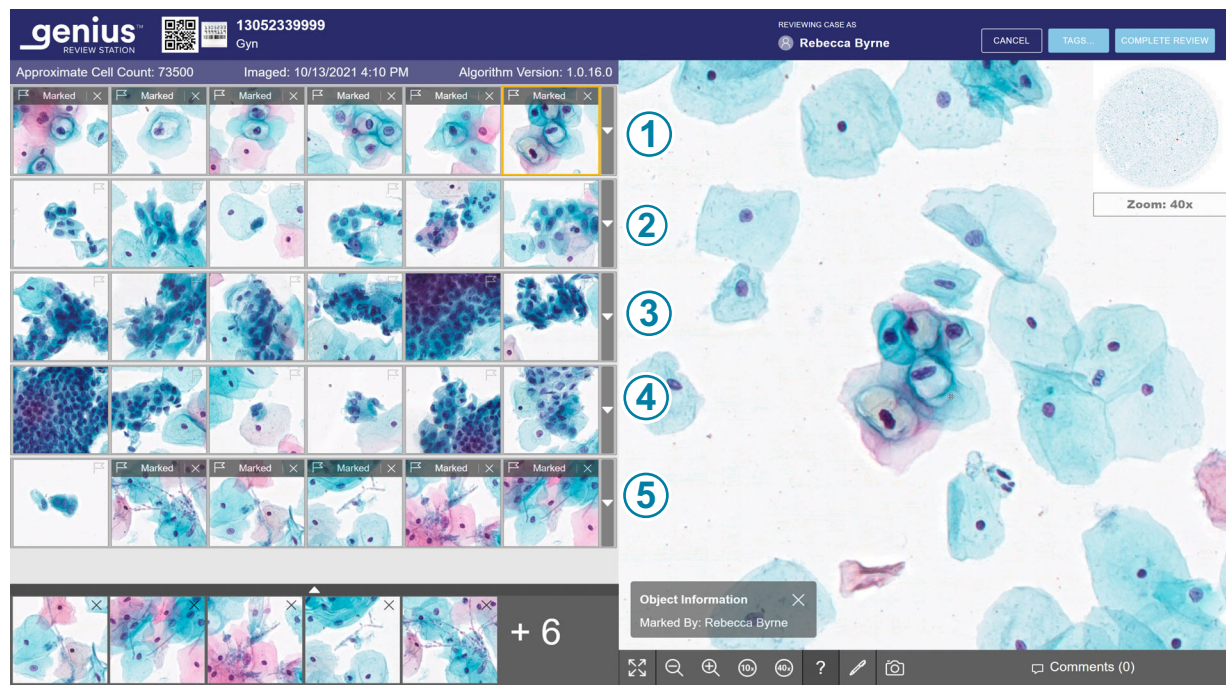 genius™
REVIEW STATION
13052339999
Gyn
REVIEWING CASE AS
Rebecca Byrne
CANCEL
TAGS...
COMPLETE REVIEW
Approximate Cell Count: 73500
Imaged: 10/13/2021 4:10 PM
Algorithm Version: 1.0.16.0
Marked
Marked
Marked
Marked
Marked
Marked
1
2
3
4
5
Marked
Marked
Marked
Marked
Marked
Zoom: 40x
Object Information
Marked By: Rebecca Byrne
+ 6
10x
40x
?
Comments (0)